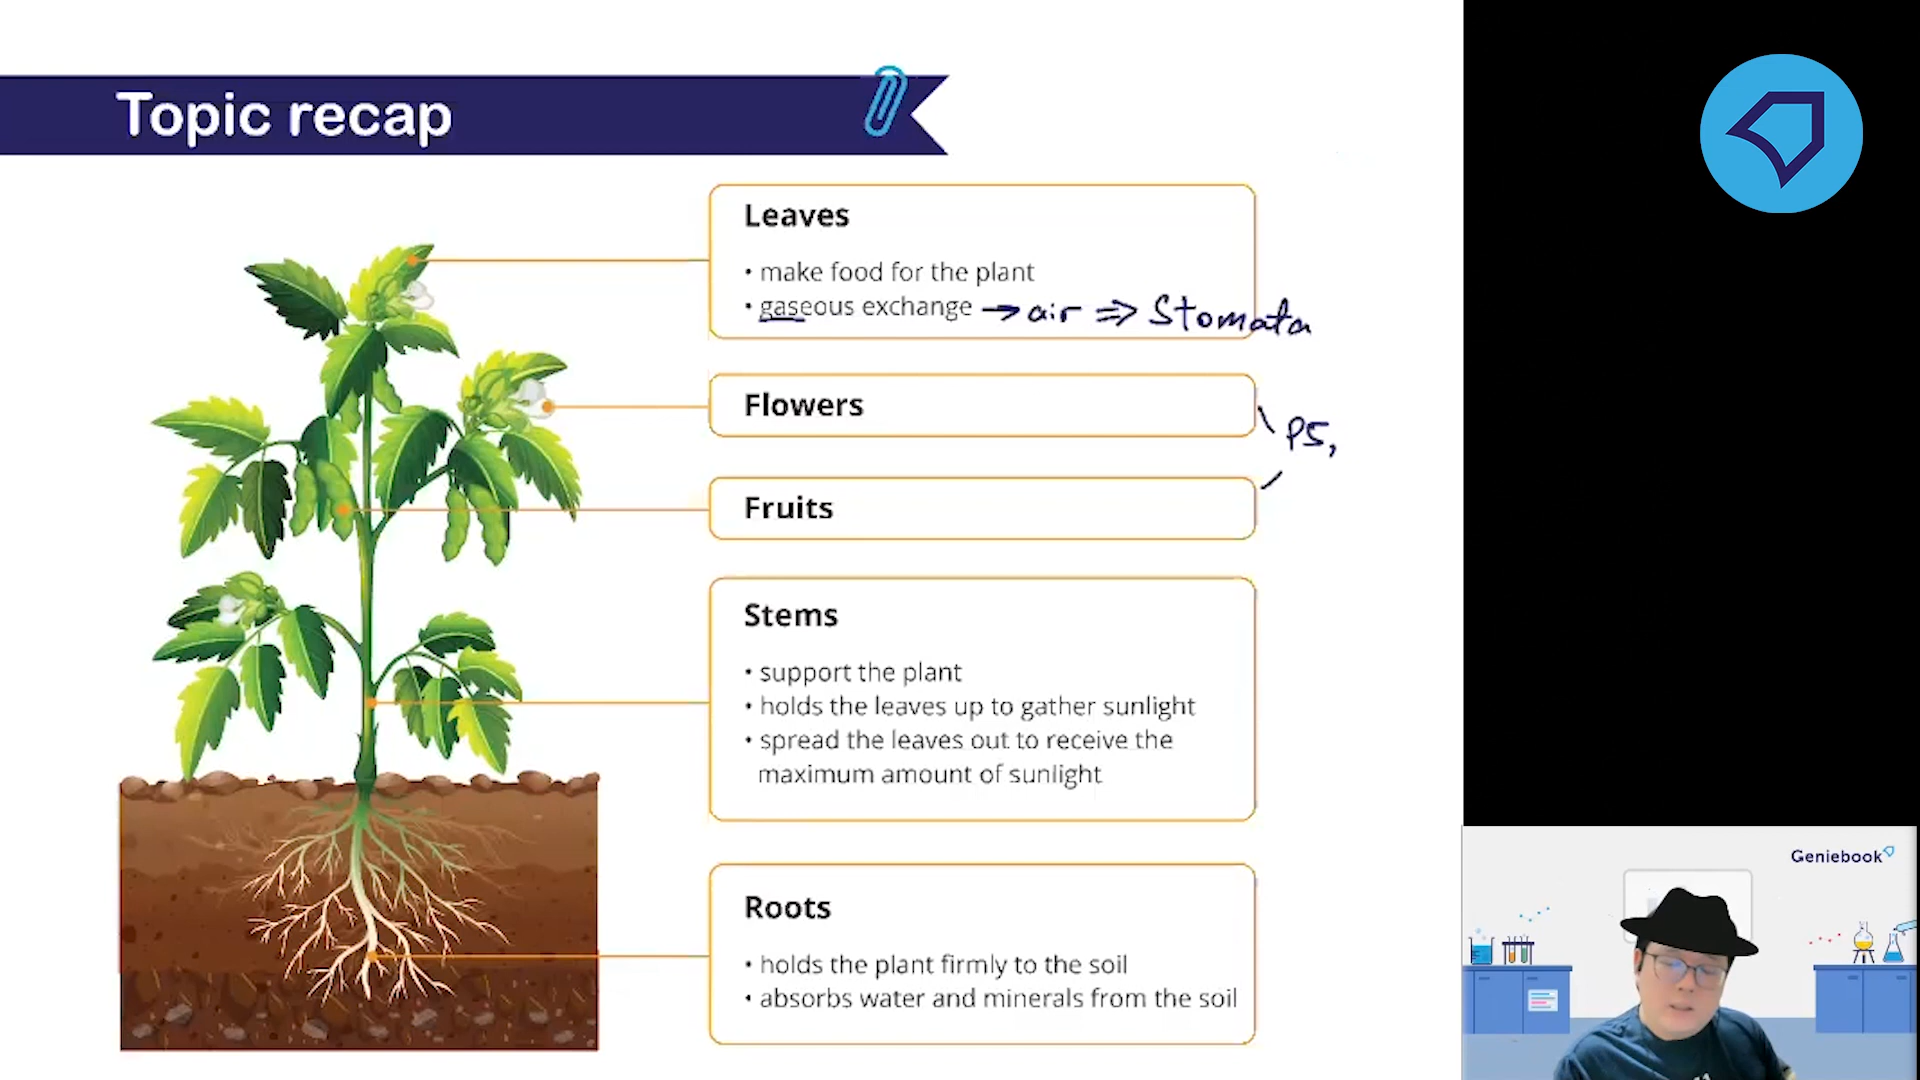 Topic recap
Leaves
• make food for the plant
• gaseous exchange → air ⇒ Stomata
Flowers
P5,
Fruits
Stems
• support the plant
• holds the leaves up to gather sunlight
• spread the leaves out to receive the
maximum amount of sunlight
Roots
• holds the plant firmly to the soil
• absorbs water and minerals from the soil
Geniebook